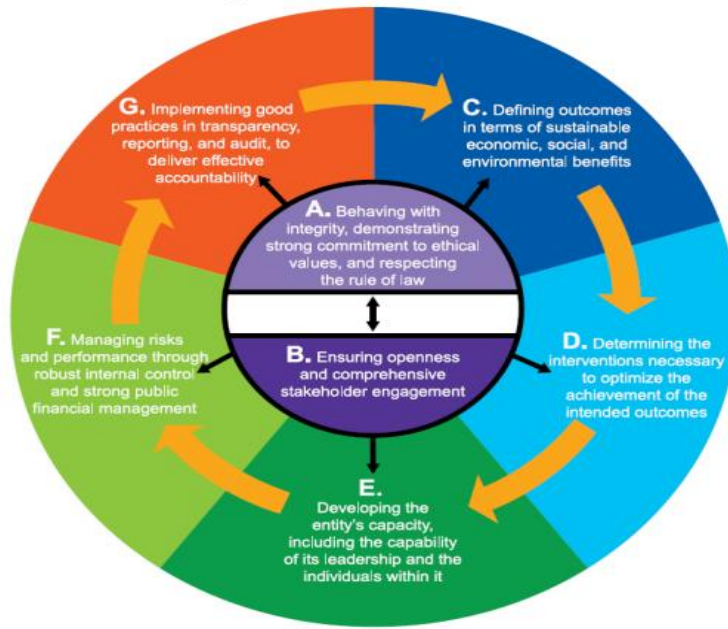 G. Implementing good
practices in transparency,
reporting, and audit, to
deliver effective
accountability
C. Defining outcomes
in terms of sustainable
economic, social, and
environmental benefits
A. Behaving with
integrity, demonstrating
strong commitment to ethical
values, and respecting
the rule of law
F. Managing risks
and performance through
robust internal control
and strong public
financial management
B. Ensuring openness
and comprehensive
stakeholder engagement
D. Determining the
interventions necessary
to optimize the
achievement of the
intended outcomes
E.
Developing the
entity's capacity,
including the capability
of its leadership and the
individuals within it